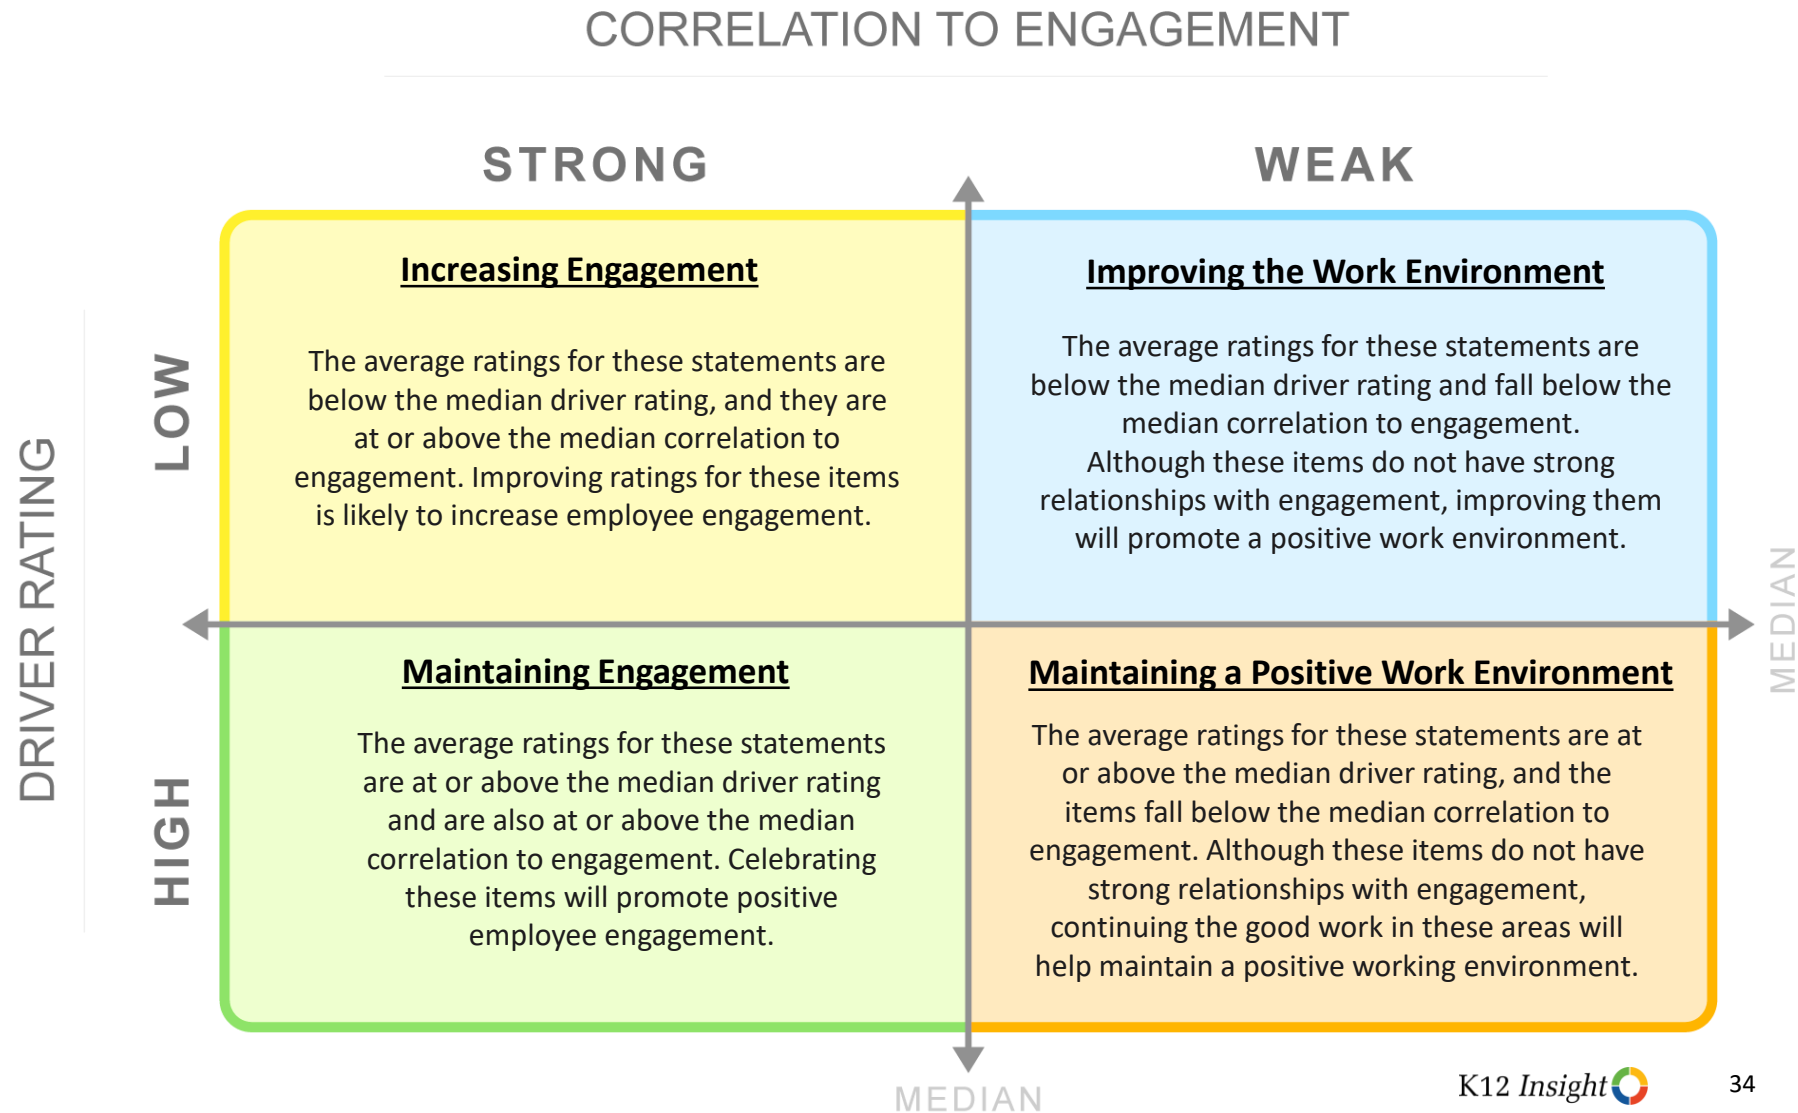 CORRELATION TO ENGAGEMENT
STRONG
WEAK
DRIVER RATING
LOW
HIGH
Increasing Engagement
The average ratings for these statements are
below the median driver rating, and they are
at or above the median correlation to
engagement. Improving ratings for these items
is likely to increase employee engagement.
Improving the Work Environment
The average ratings for these statements are
below the median driver rating and fall below the
median correlation to engagement.
Although these items do not have strong
relationships with engagement, improving them
will promote a positive work environment.
MEDIAN
Maintaining Engagement
The average ratings for these statements
are at or above the median driver rating
and are also at or above the median
correlation to engagement. Celebrating
these items will promote positive
employee engagement.
Maintaining a Positive Work Environment
The average ratings for these statements are at
or above the median driver rating, and the
items fall below the median correlation to
engagement. Although these items do not have
strong relationships with engagement,
continuing the good work in these areas will
help maintain a positive working environment.
MEDIAN
K12 Insight
34